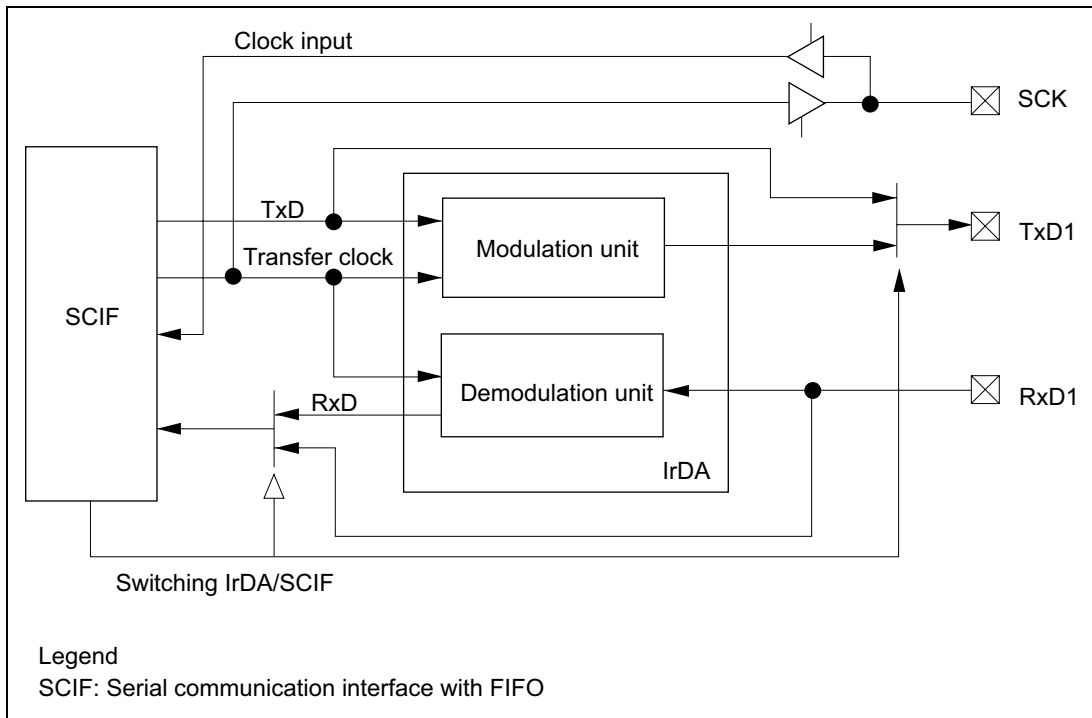 Clock input
SCK
TxD
TxD1
Modulation unit
Transfer clock
SCIF
Demodulation unit
RxD
RxD1
IrDA
Switching IrDA/SCIF
Legend
SCIF: Serial communication interface with FIFO